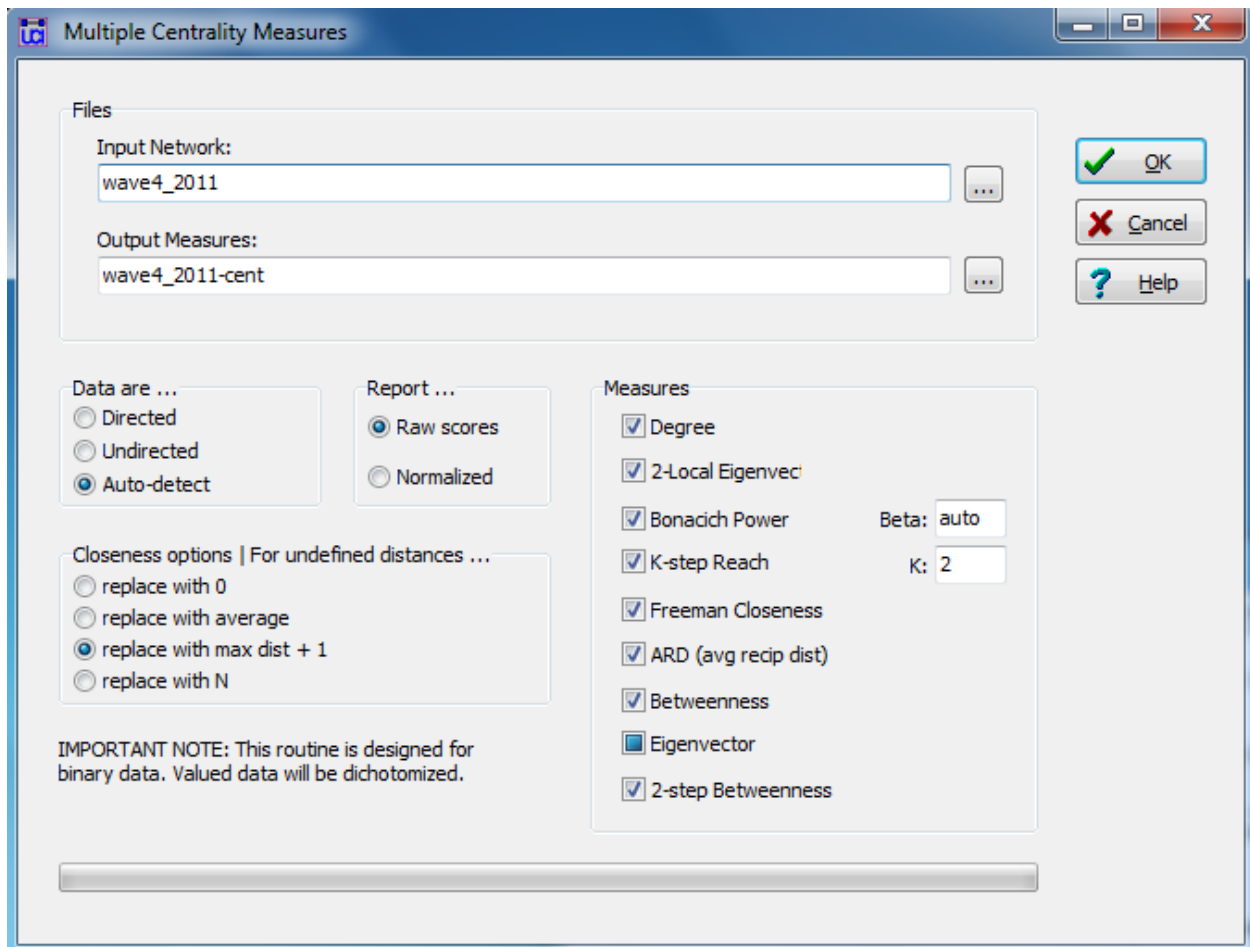 UCI Multiple Centrality Measures
Files
Input Network:
wave4_2011
...
OK
Output Measures:
wave4_2011-cent
...
Cancel
Help
Data are ...
Directed
Undirected
Auto-detect
Report ...
Raw scores
Normalized
Closeness options | For undefined distances ...
replace with 0
replace with average
replace with max dist + 1
replace with N
IMPORTANT NOTE: This routine is designed for
binary data. Valued data will be dichotomized.
Measures
Degree
2-Local Eigenvect
Bonacich Power Beta: auto
K-step Reach K: 2
Freeman Closeness
ARD (avg recip dist)
Betweenness
Eigenvector
2-step Betweenness